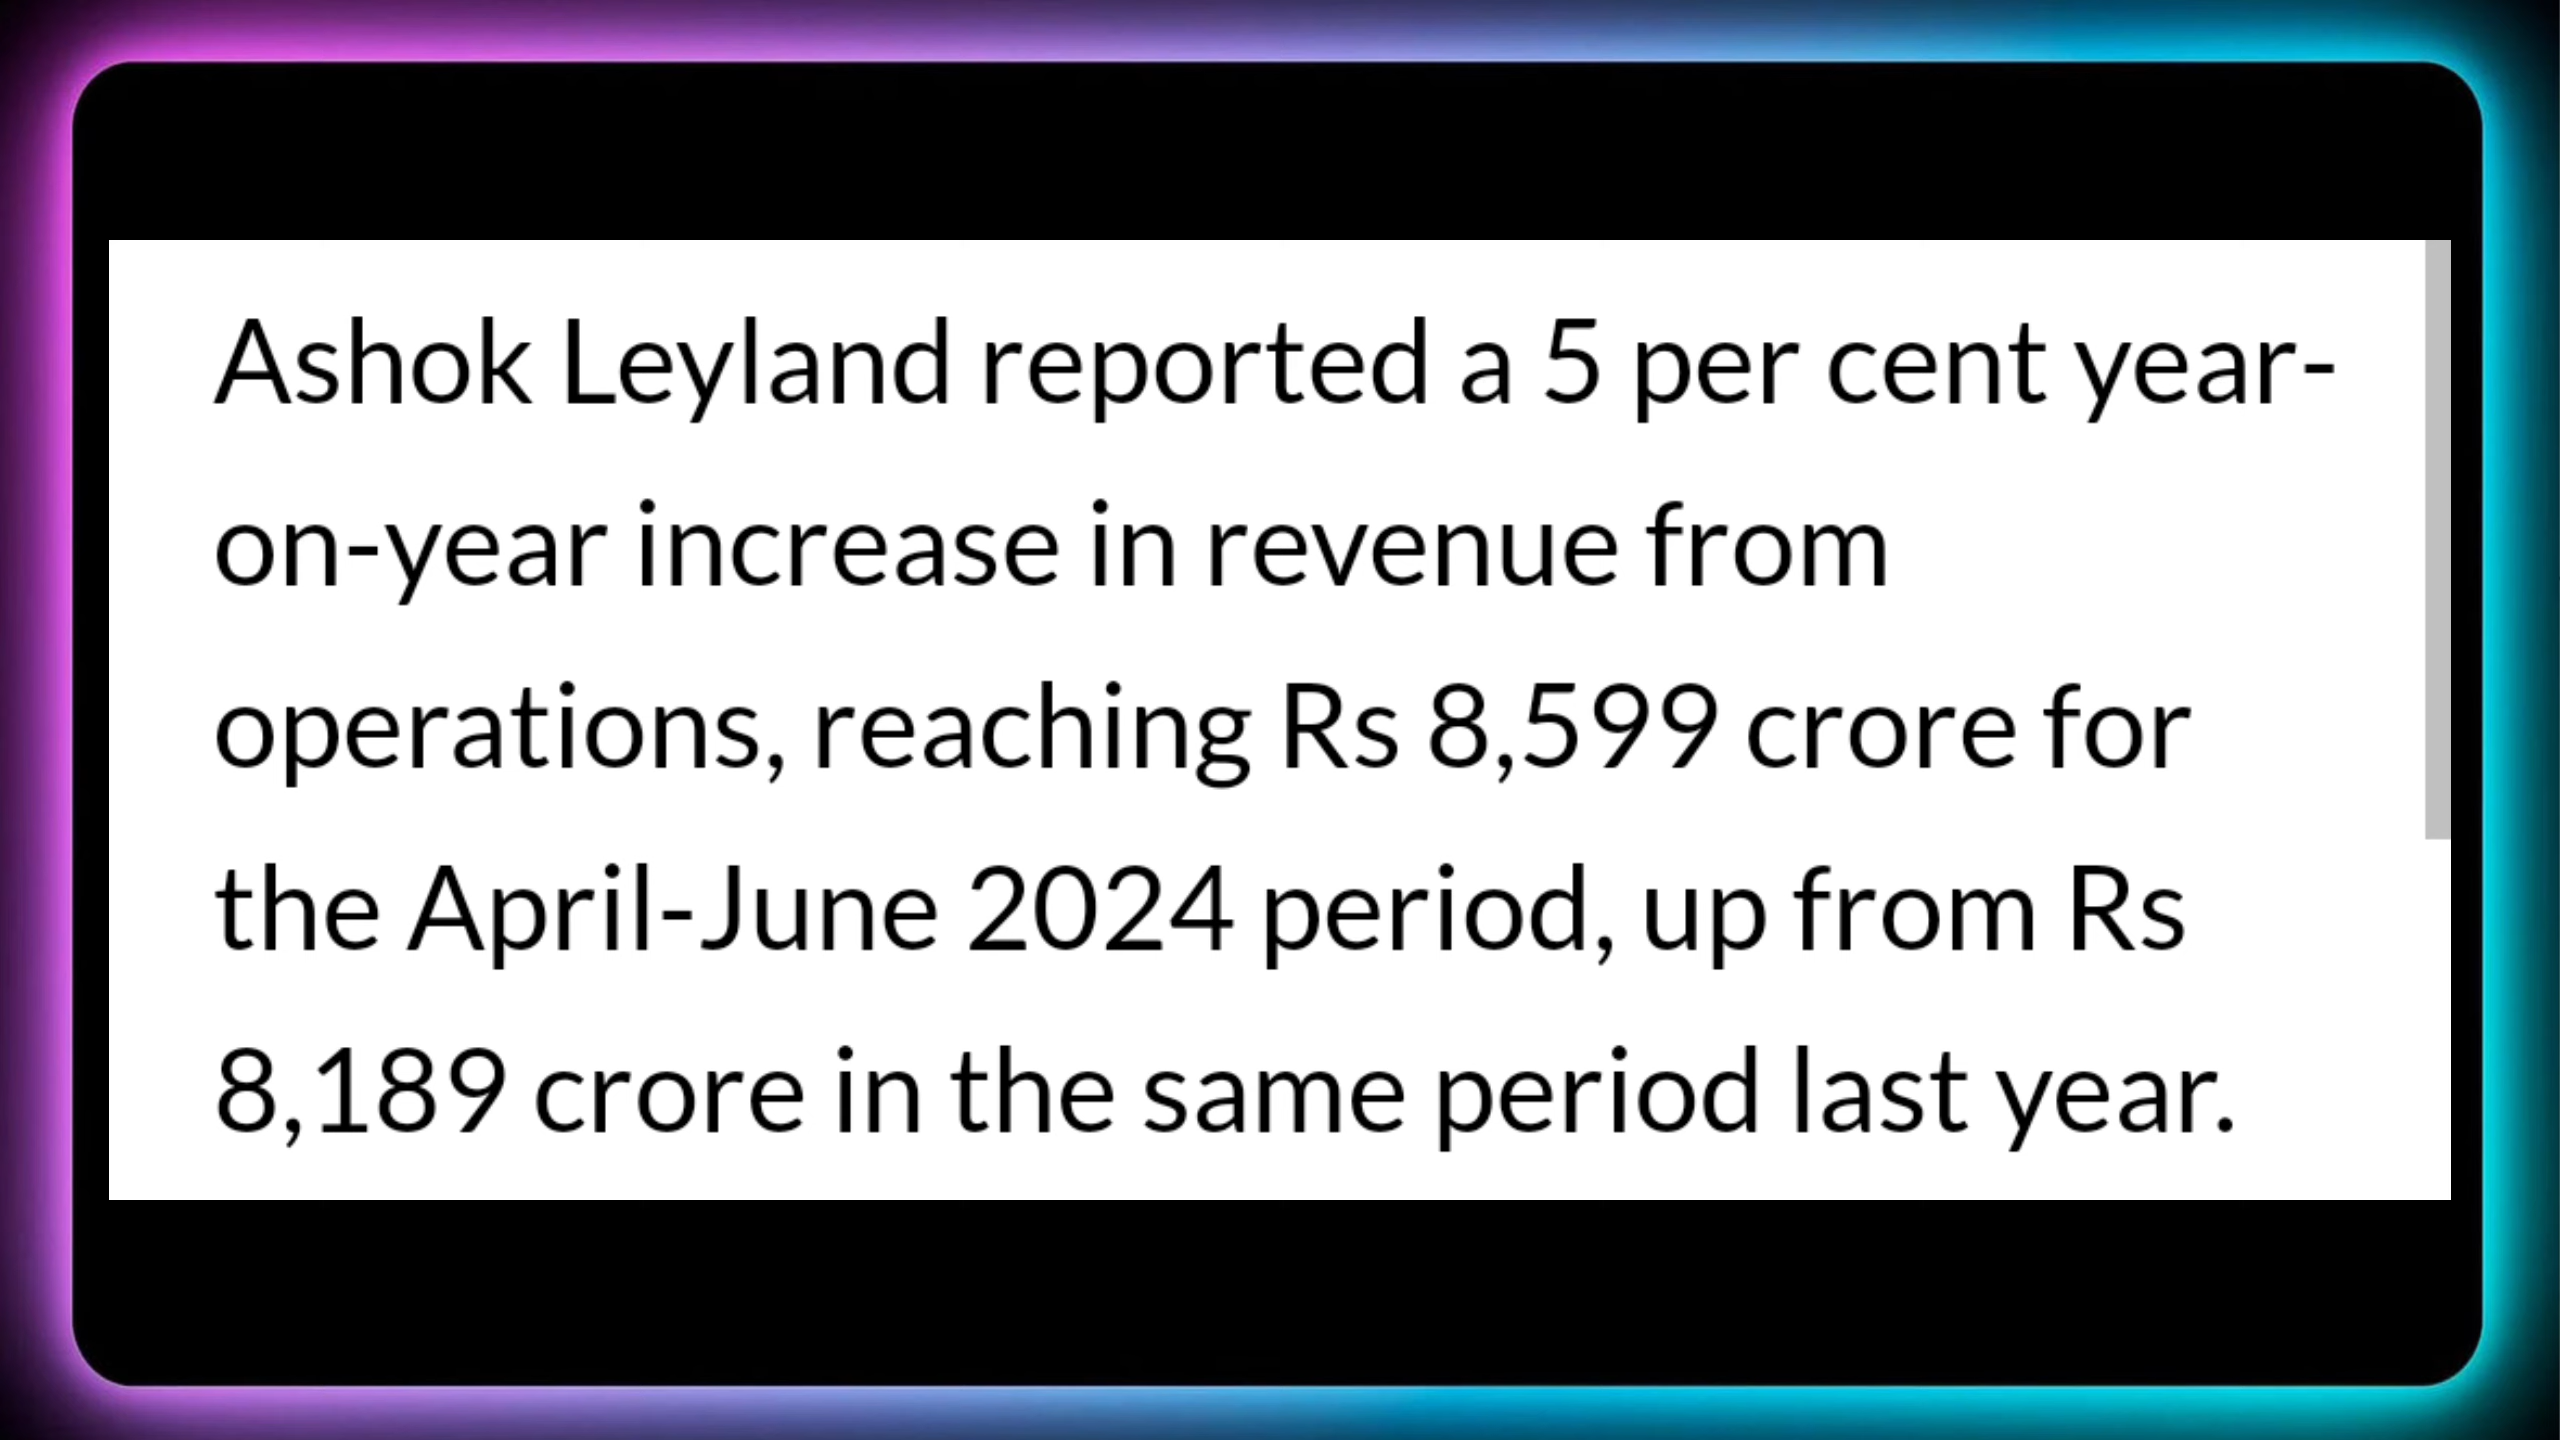 Ashok Leyland reported a 5 per cent year-
on-year increase in revenue from
operations, reaching Rs 8,599 crore for
the April-June 2024 period, up from Rs
8,189 crore in the same period last year.